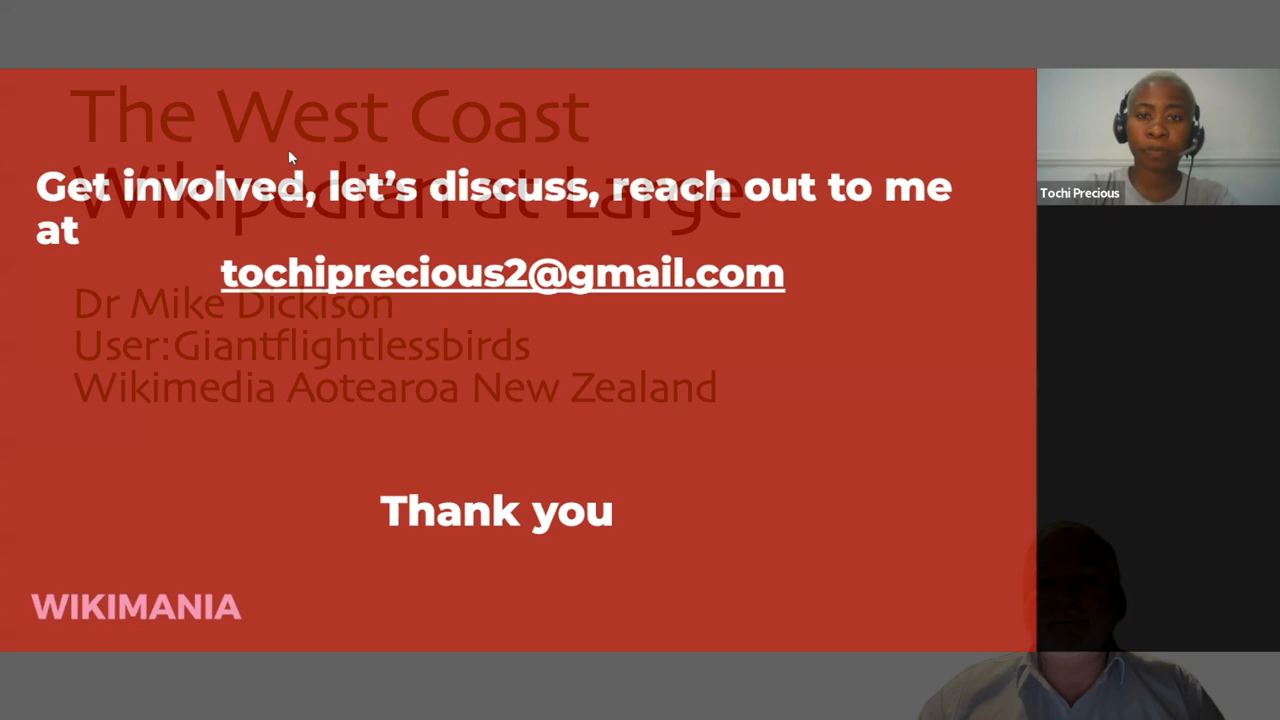 The West Coast
Wikipedian at Large
Get involved, let's discuss, reach out to me
at
tochiprecious2@gmail.com
Dr Mike Dickison
User:Giantflightlessbirds
Wikimedia Aotearoa New Zealand
Thank you
WIKIMANIA
Tochi Precious